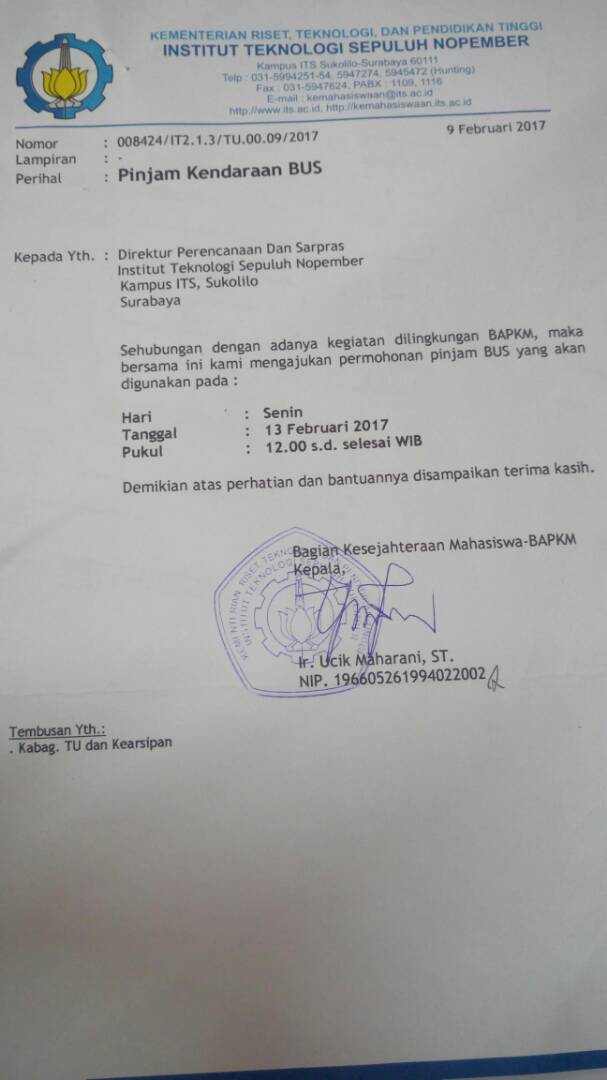 KEMENTERIAN RISET, TEKNOLOGI, DAN PENDIDIKAN TINGGI
INSTITUT TEKNOLOGI SEPULUH NOPEMBER
Kampus ITS Sukolilo-Surabaya 60111
Telp : 031-5994251-54, 5947274, 5945472 (Hunting)
Fax : 031-5947624, PABX : 1109, 1116
E-mail : kemahasiswaan@its.ac.id
http://www.its.ac.id, http://kemahasiswaan.its.ac.id
9 Februari 2017
Nomor : 008424/IT2.1.3/TU.00.09/2017
Lampiran : -
Perihal : Pinjam Kendaraan BUS
Kepada Yth. : Direktur Perencanaan Dan Sarpras
Institut Teknologi Sepuluh Nopember
Kampus ITS, Sukolilo
Surabaya
Sehubungan dengan adanya kegiatan dilingkungan BAPKM, maka
bersama ini kami mengajukan permohonan pinjam BUS yang akan
digunakan pada :
Hari : Senin
Tanggal : 13 Februari 2017
Pukul : 12.00 s.d. selesai WIB
Demikian atas perhatian dan bantuannya disampaikan terima kasih.
Bagian Kesejahteraan Mahasiswa-BAPKM
Kepala,
Ir. Ucik Maharani, ST.
NIP. 196605261994022002
Tembusan Yth.:
. Kabag. TU dan Kearsipan